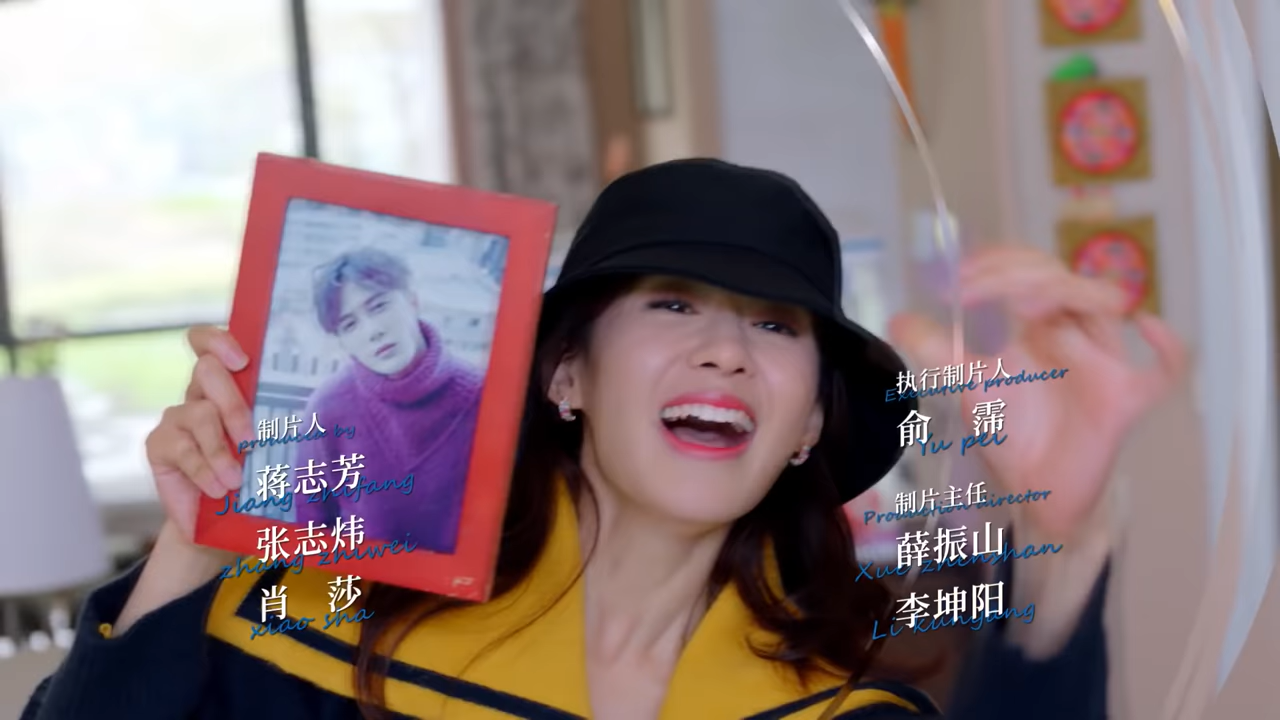 制片人
produced by
蒋志芳
Jiang zhifang
张志炜
zhang zhiwei
肖 莎
xiao sha
执行制片人
Executive producer
俞 霈
Yu pei
制片主任
Production director
薛振山
Xue zhenshan
李坤阳
Li kunyang